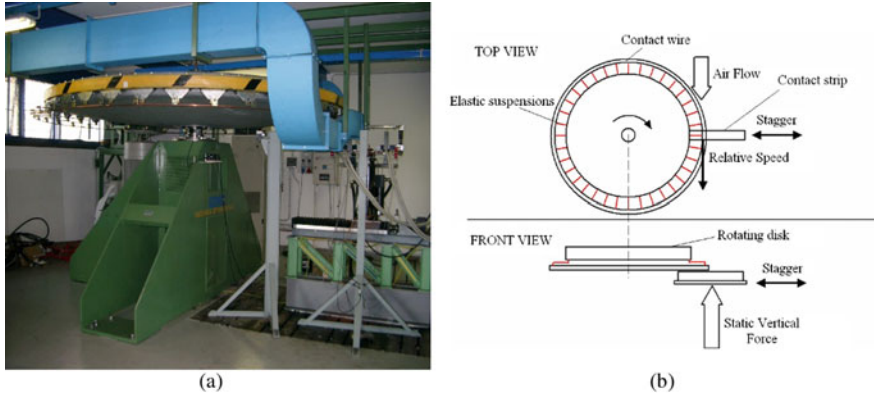 TOP VIEW
Contact wire
Air Flow
Contact strip
Elastic suspensions
Stagger
Relative Speed
FRONT VIEW
Rotating disk
Stagger
Static Vertical
Force
(a)
(b)